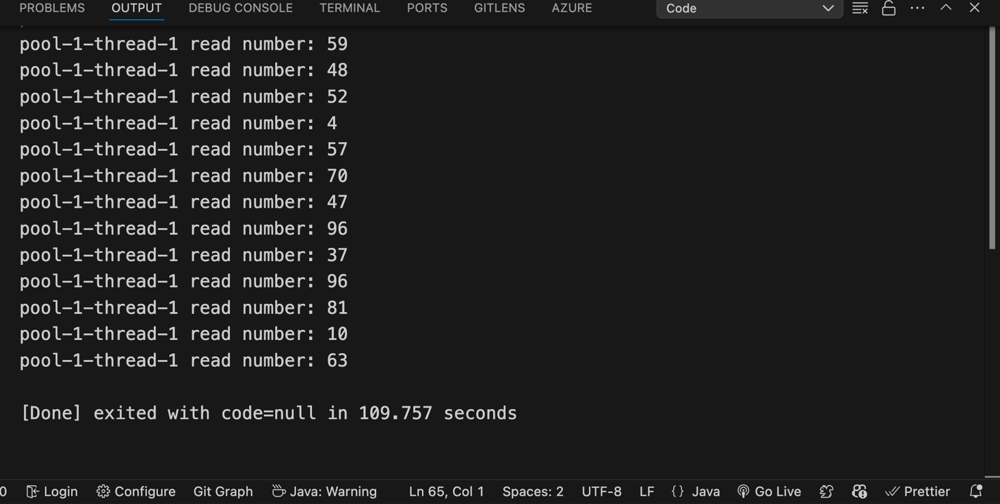 PROBLEMS OUTPUT DEBUG CONSOLE TERMINAL PORTS GITLENS AZURE Code
pool-1-thread-1 read number: 59
pool-1-thread-1 read number: 48
pool-1-thread-1 read number: 52
pool-1-thread-1 read number: 4
pool-1-thread-1 read number: 57
pool-1-thread-1 read number: 70
pool-1-thread-1 read number: 47
pool-1-thread-1 read number: 96
pool-1-thread-1 read number: 37
pool-1-thread-1 read number: 96
pool-1-thread-1 read number: 81
pool-1-thread-1 read number: 10
pool-1-thread-1 read number: 63
[Done] exited with code=null in 109.757 seconds
0 Login Configure Git Graph Java: Warning Ln 65, Col 1 Spaces: 2 UTF-8 LF {} Java Go Live Prettier